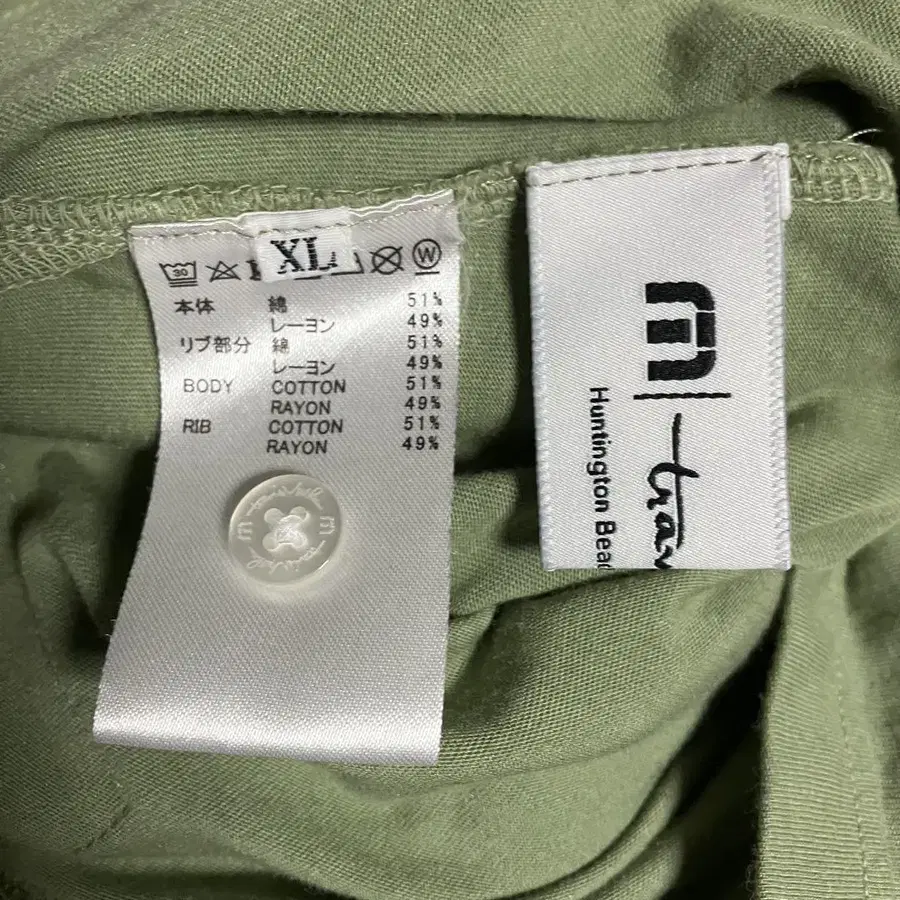 XL
30
W
本体 綿 51%
レーヨン 49%
リブ部分 綿 51%
レーヨン 49%
BODY COTTON 51%
RAYON 49%
RIB COTTON 51%
RAYON 49%
m
Huntington Beac